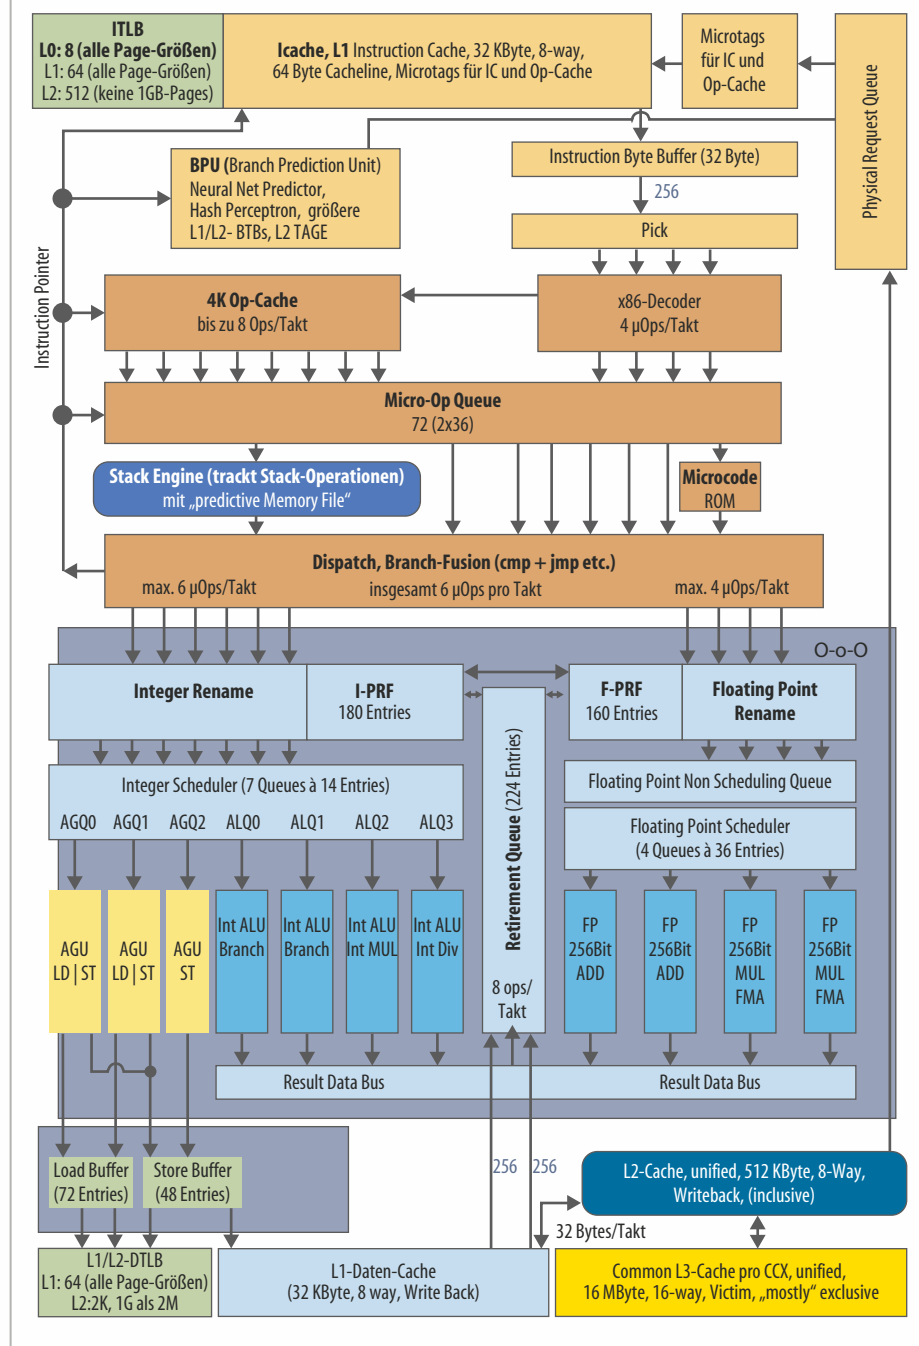 ITLB
L0: 8 (alle Page-Größen)
L1: 64 (alle Page-Größen)
L2: 512 (keine 1GB-Pages)
Icache, L1 Instruction Cache, 32 KByte, 8-way,
64 Byte Cacheline, Microtags für IC und Op-Cache
Microtags
für IC und
Op-Cache
Physical Request Queue
BPU (Branch Prediction Unit)
Neural Net Predictor,
Hash Perceptron, größere
L1/L2- BTBs, L2 TAGE
Instruction Byte Buffer (32 Byte)
256
Pick
Instruction Pointer
4K Op-Cache
bis zu 8 Ops/Takt
x86-Decoder
4 µOps/Takt
Micro-Op Queue
72 (2x36)
Stack Engine (trackt Stack-Operationen)
mit „predictive Memory File“
Microcode
ROM
Dispatch, Branch-Fusion (cmp + jmp etc.)
max. 6 µOps/Takt
insgesamt 6 µOps pro Takt
max. 4 µOps/Takt
O-o-O
Integer Rename
I-PRF
180 Entries
F-PRF
160 Entries
Floating Point
Rename
Retirement Queue (224 Entries)
8 ops/
Takt
Integer Scheduler (7 Queues à 14 Entries)
AGQ0 AGQ1 AGQ2 ALQ0 ALQ1 ALQ2 ALQ3
Floating Point Non Scheduling Queue
Floating Point Scheduler
(4 Queues à 36 Entries)
AGU
LD | ST
AGU
LD | ST
AGU
ST
Int ALU
Branch
Int ALU
Branch
Int ALU
Int MUL
Int ALU
Int Div
FP
256Bit
ADD
FP
256Bit
ADD
FP
256Bit
MUL
FMA
FP
256Bit
MUL
FMA
Result Data Bus
Result Data Bus
Load Buffer
(72 Entries)
Store Buffer
(48 Entries)
256
256
L2-Cache, unified, 512 KByte, 8-Way,
Writeback, (inclusive)
32 Bytes/Takt
L1/L2-DTLB
L1: 64 (alle Page-Größen)
L2:2K, 1G als 2M
L1-Daten-Cache
(32 KByte, 8 way, Write Back)
Common L3-Cache pro CCX, unified,
16 MByte, 16-way, Victim, „mostly“ exclusive